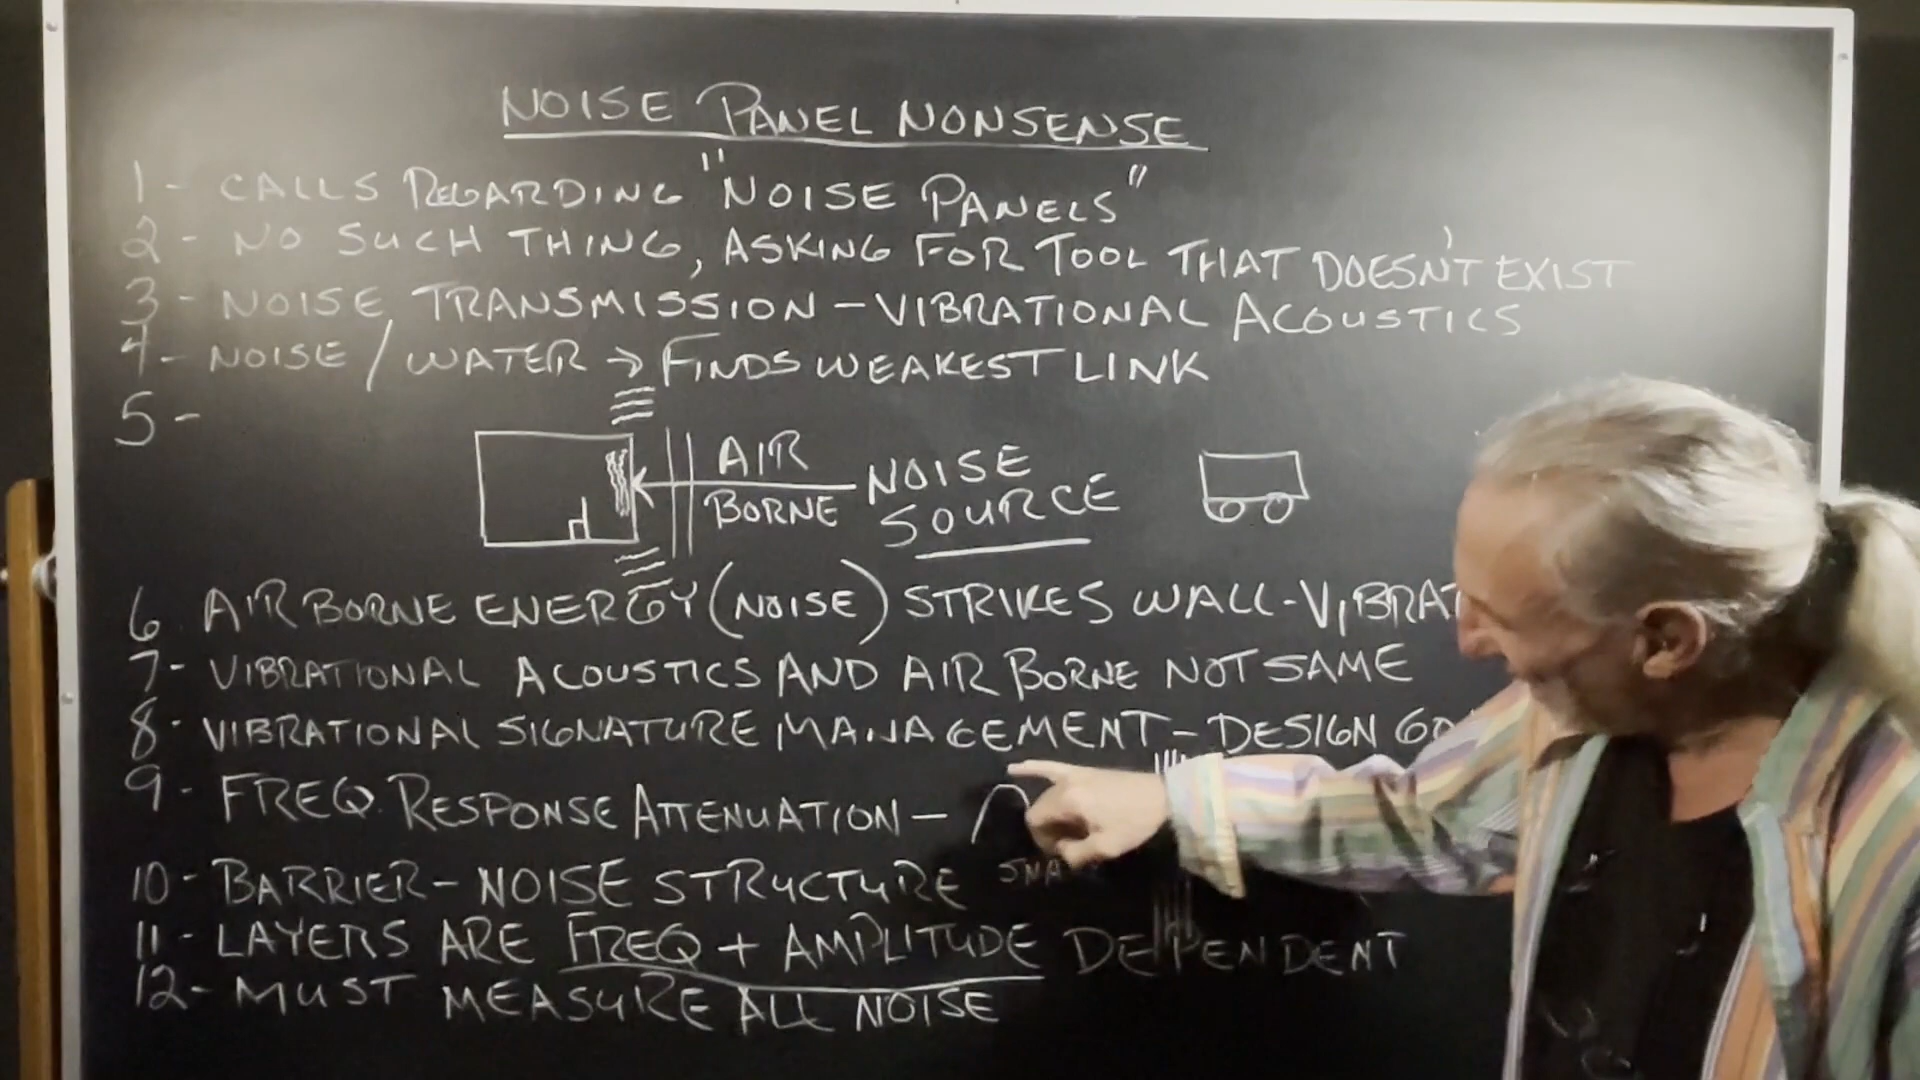 NOISE PANEL NONSENSE
1 - CALLS REGARDING "NOISE PANELS"
2 - NO SUCH THING, ASKING FOR TOOL THAT DOESN'T EXIST
3 - NOISE TRANSMISSION - VIBRATIONAL ACOUSTICS
4 - NOISE / WATER → FINDS WEAKEST LINK
5 -
AIR
BORNE
NOISE
SOURCE
6 AIR BORNE ENERGY (NOISE) STRIKES WALL - VIBRAT
7 - VIBRATIONAL ACOUSTICS AND AIR BORNE NOT SAME
8 - VIBRATIONAL SIGNATURE MANAGEMENT - DESIGN GO
9 - FREQ. RESPONSE ATTENUATION -
10 - BARRIER - NOISE STRUCTURE
11 - LAYERS ARE FREQ + AMPLITUDE DEPENDENT
12 - MUST MEASURE ALL NOISE